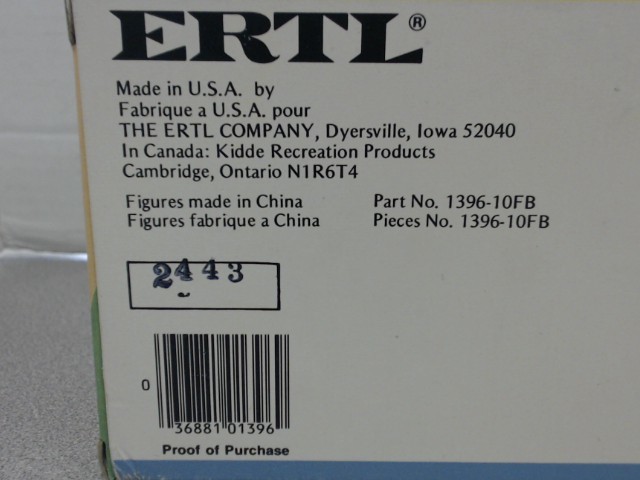 ERTL®
Made in U.S.A. by
Fabrique a U.S.A. pour
THE ERTL COMPANY, Dyersville, Iowa 52040
In Canada: Kidde Recreation Products
Cambridge, Ontario N1R6T4
Figures made in China Part No. 1396-10FB
Figures fabrique a China Pieces No. 1396-10FB
2443
0 36881 01396
Proof of Purchase